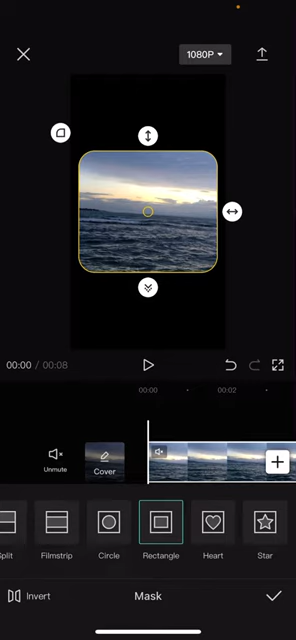 1080P
00:00 / 00:08
00:00
00:02
Unmute
Cover
Split
Filmstrip
Circle
Rectangle
Heart
Star
Invert
Mask